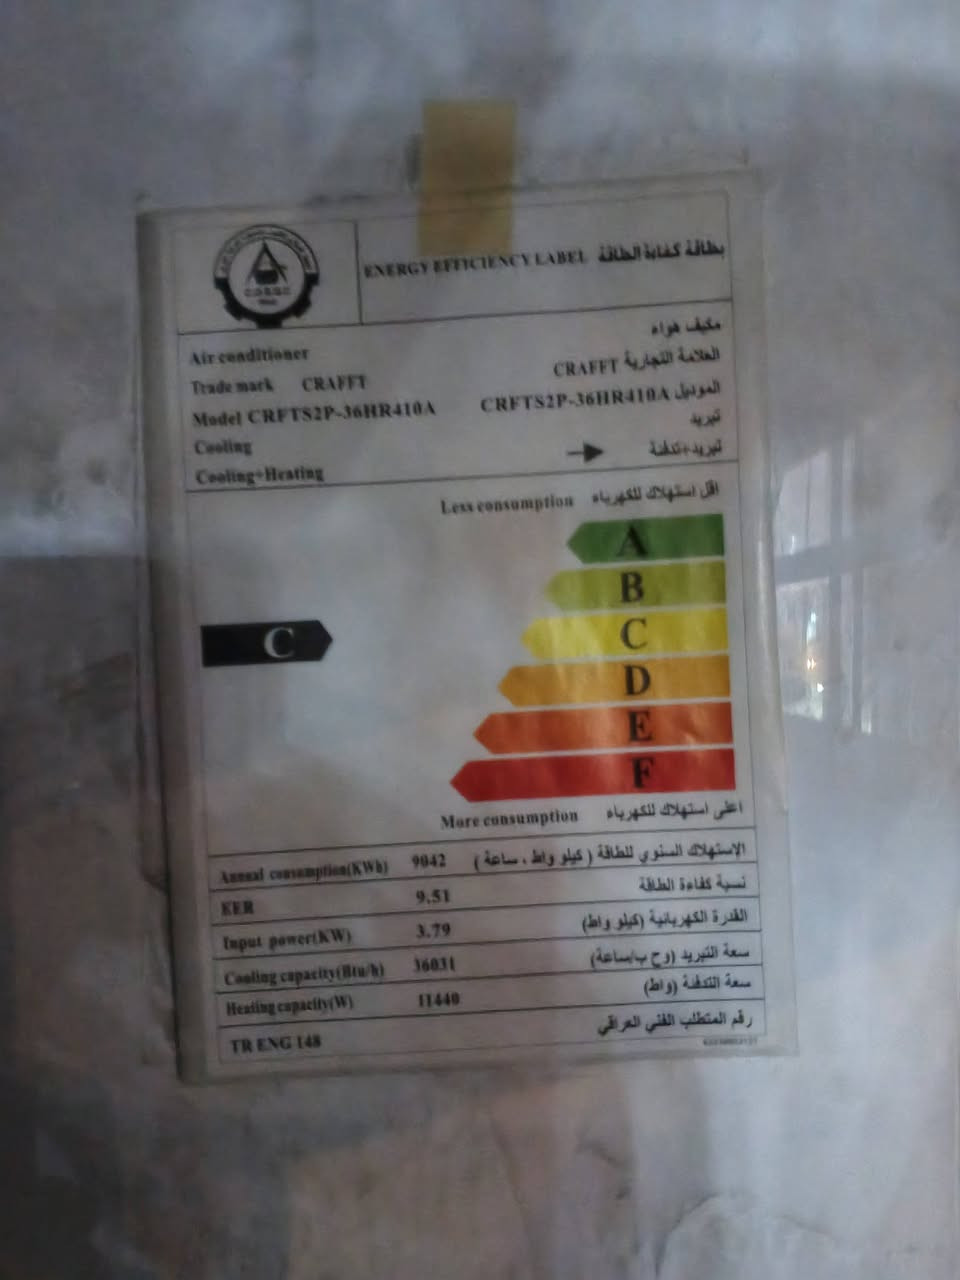 C.O.S.Q.C
ENERGY EFFICIENCY LABEL بطاقة كفاءة الطاقة
مكيف هواء
Air conditioner
العلامة التجارية CRAFFT
Trade mark CRAFFT
الموديل CRFTS2P-36HR410A
Model CRFTS2P-36HR410A
تبريد
Cooling
تبريد+تدفئة
Cooling+Heating
Less consumption اقل استهلاك للكهرباء
A
B
C
C
D
E
F
More consumption اعلى استهلاك للكهرباء
Annual consumption(KWh) 9042 الإستهلاك السنوي للطاقة ( كيلو واط . ساعة )
EER 9.51 نسبة كفاءة الطاقة
Input power(KW) 3.79 القدرة الكهربائية (كيلو واط)
Cooling capacity(Btu/h) 36031 سعة التبريد (وح ب/ساعة)
Heating capacity(W) 11440 سعة التدفئة (واط)
TR ENG 148 رقم المتطلب الفني العراقي